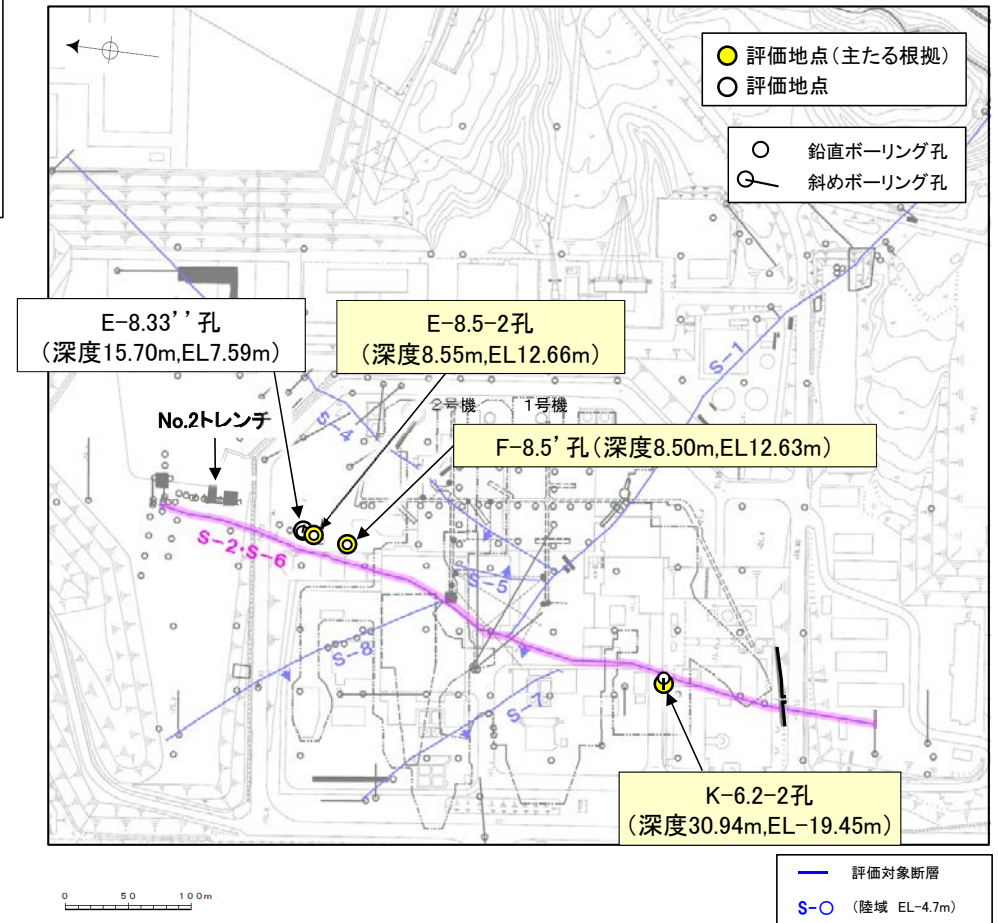 評価地点(主たる根拠)
評価地点
鉛直ボーリング孔
斜めボーリング孔
E-8.33''孔
(深度15.70m,EL7.59m)
E-8.5-2孔
(深度8.55m,EL12.66m)
S-1
No.2トレンチ
S-4
2号機
1号機
F-8.5'孔(深度8.50m,EL12.63m)
S-2・S-6
S-5
S-8
S-7
K-6.2-2孔
(深度30.94m,EL-19.45m)
0 50 100m
評価対象断層
S-○ (陸域 EL-4.7m)